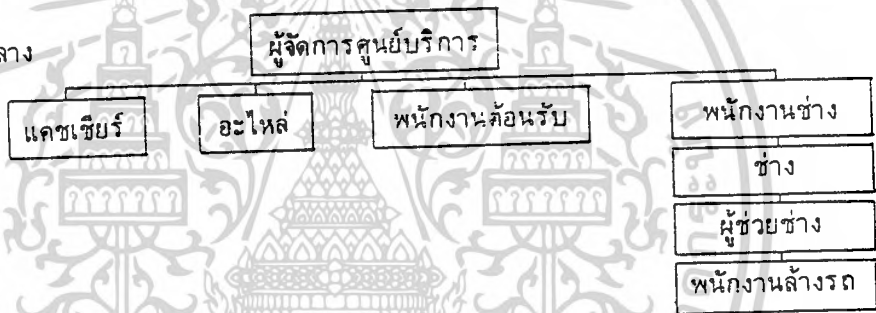 ลาง
ผู้จัดการศูนย์บริการ
แคชเชียร์
อะไหล่
พนักงานต้อนรับ
พนักงานช่าง
ช่าง
ผู้ช่วยช่าง
พนักงานล้างรถ